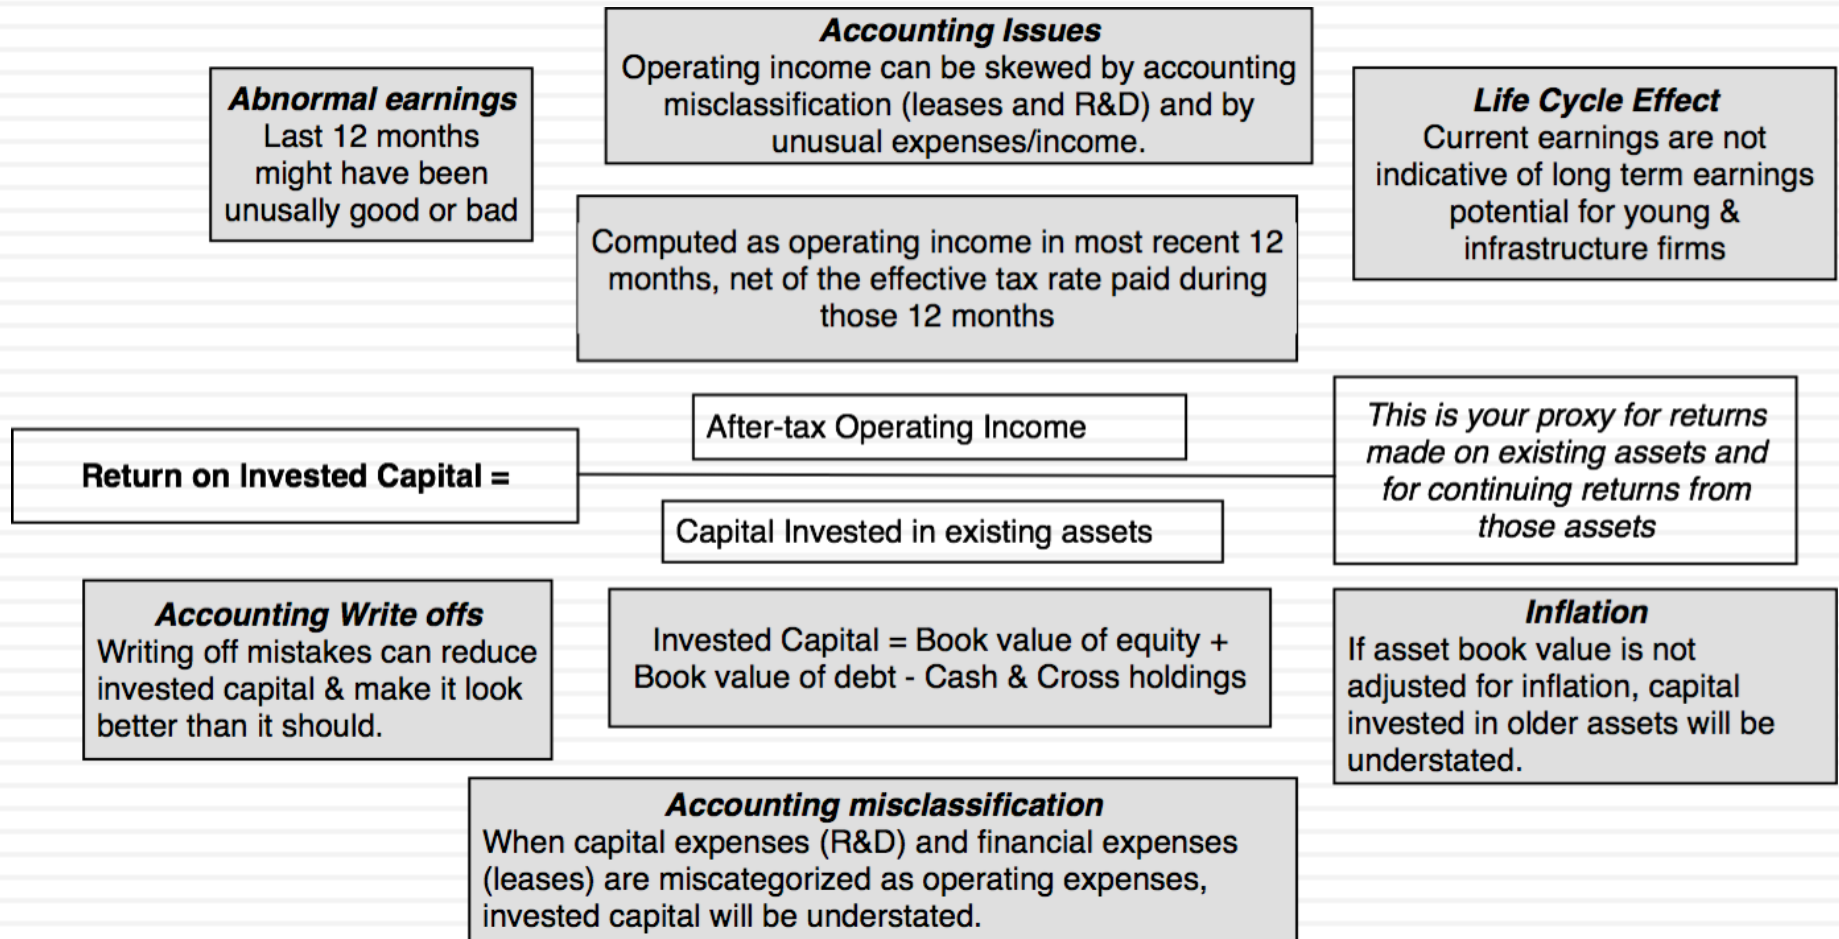 Accounting Issues
Operating income can be skewed by accounting
misclassification (leases and R&D) and by
unusual expenses/income.
Abnormal earnings
Last 12 months
might have been
unusally good or bad
Life Cycle Effect
Current earnings are not
indicative of long term earnings
potential for young &
infrastructure firms
Computed as operating income in most recent 12
months, net of the effective tax rate paid during
those 12 months
Return on Invested Capital =
After-tax Operating Income
Capital Invested in existing assets
This is your proxy for returns
made on existing assets and
for continuing returns from
those assets
Accounting Write offs
Writing off mistakes can reduce
invested capital & make it look
better than it should.
Invested Capital = Book value of equity +
Book value of debt - Cash & Cross holdings
Inflation
If asset book value is not
adjusted for inflation, capital
invested in older assets will be
understated.
Accounting misclassification
When capital expenses (R&D) and financial expenses
(leases) are miscategorized as operating expenses,
invested capital will be understated.